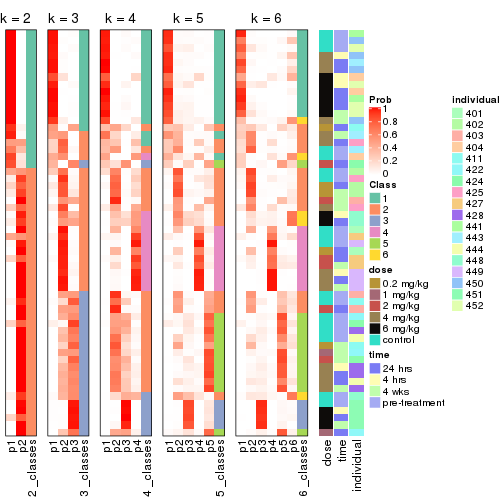 k = 2
k = 3
k = 4
k = 5
k = 6
p1
p2
2_classes
p1
p2
p3
3_classes
p1
p2
p3
p4
4_classes
p1
p2
p3
p4
p5
5_classes
p1
p2
p3
p4
p5
p6
6_classes
dose
time
individual
Prob
1
0.8
0.6
0.4
0.2
0
Class
1
2
3
4
5
6
dose
0.2 mg/kg
1 mg/kg
2 mg/kg
4 mg/kg
6 mg/kg
control
time
24 hrs
4 hrs
4 wks
pre-treatment
Individual
401
402
403
404
411
422
424
425
427
428
441
443
444
448
449
450
451
452